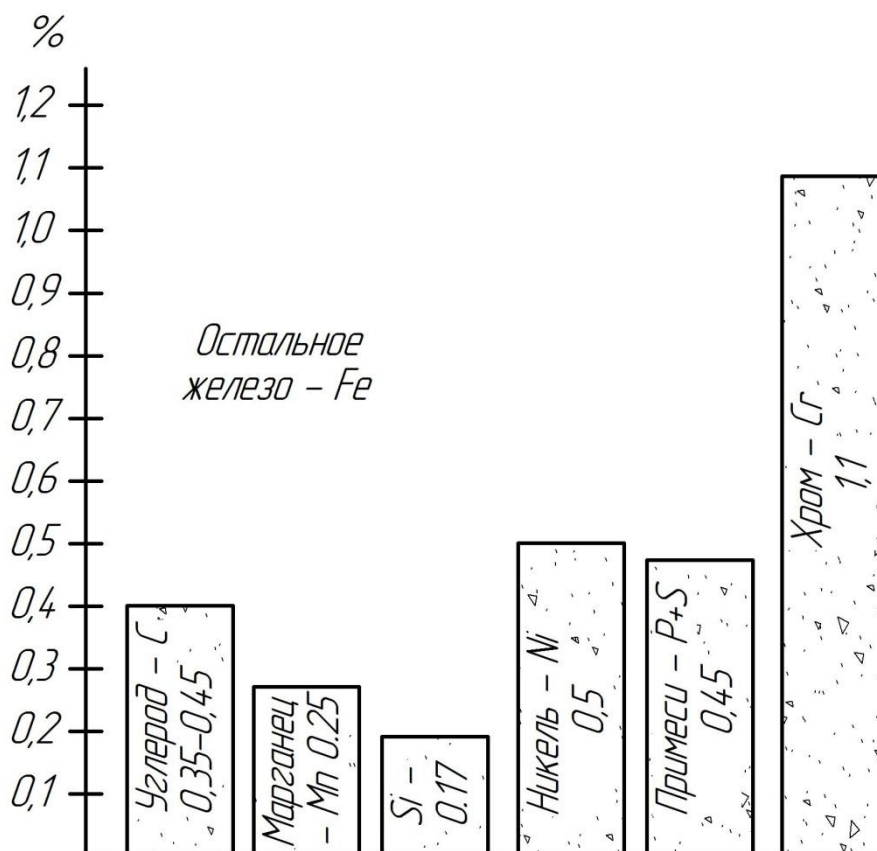 %
1,2
1,1
1,0
0,9
0,8
0,7
0,6
0,5
0,4
0,3
0,2
0,1
Остальное
железо – Fe
Углерод – C
0,35–0,45
Марганец
– Mn 0.25
Si –
0.17
Никель – Ni
0,5
Примеси – P+S
0,45
Хром – Cr
1,1